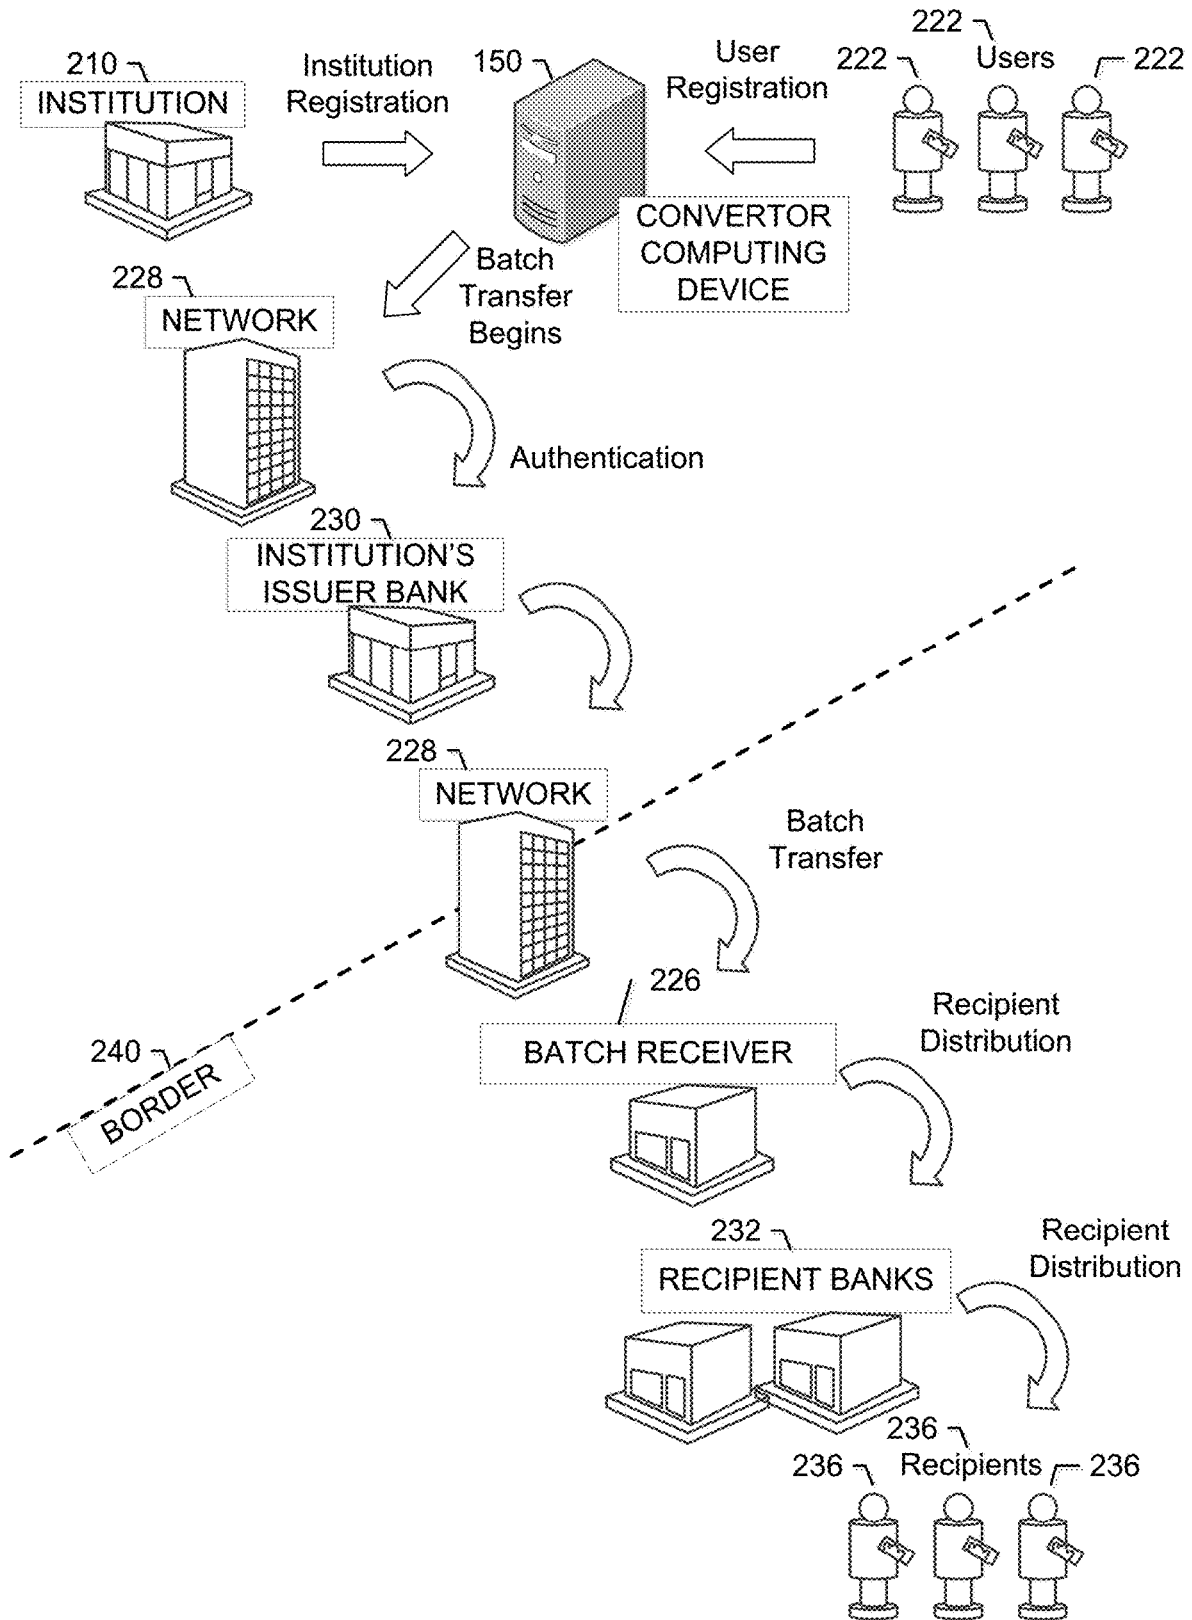 210
INSTITUTION
Institution
Registration
150
User
Registration
222
222 Users 222
CONVERTOR
COMPUTING
DEVICE
Batch
Transfer
Begins
228
NETWORK
Authentication
230
INSTITUTION'S
ISSUER BANK
228
NETWORK
Batch
Transfer
226
BATCH RECEIVER
Recipient
Distribution
240
BORDER
232
RECIPIENT BANKS
Recipient
Distribution
236
236 Recipients 236